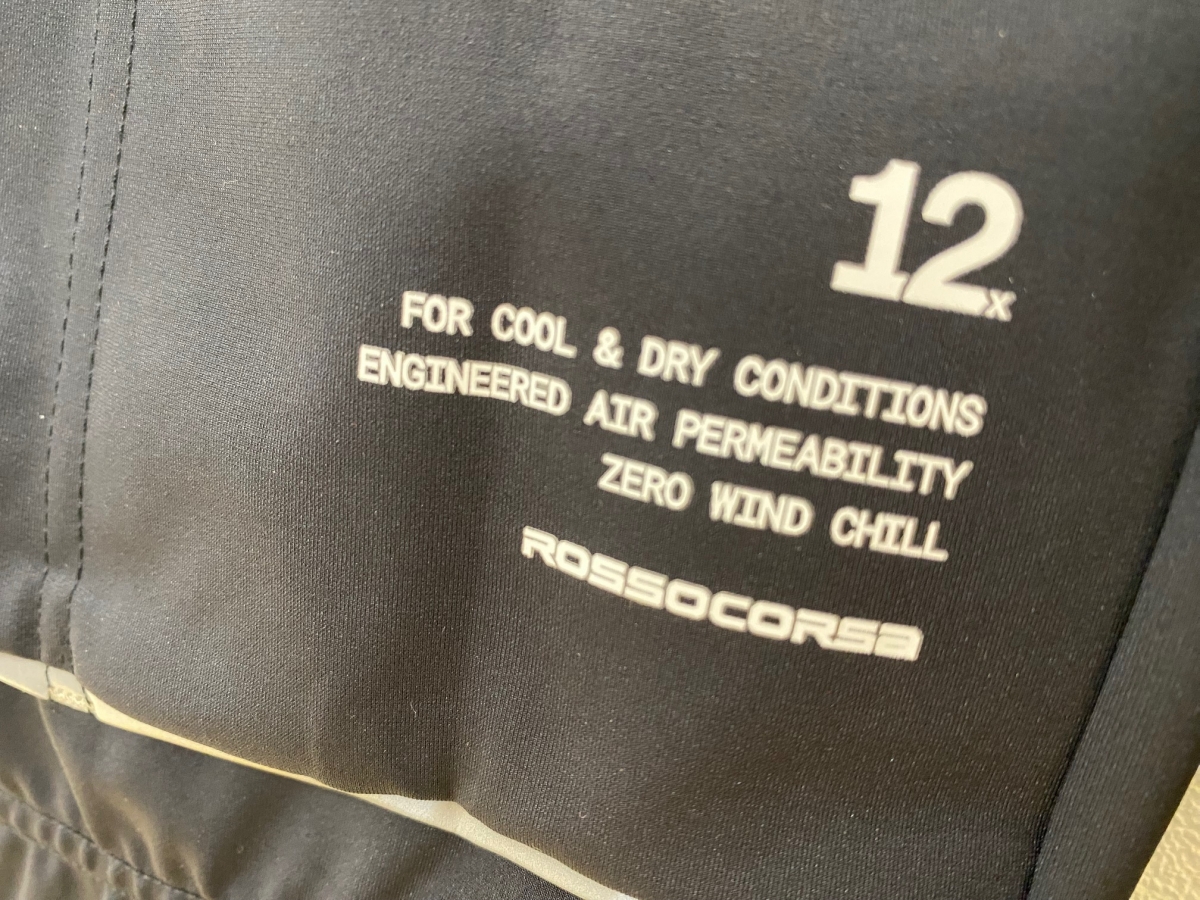 12x
FOR COOL & DRY CONDITIONS
ENGINEERED AIR PERMEABILITY
ZERO WIND CHILL
ROSSOCORSA